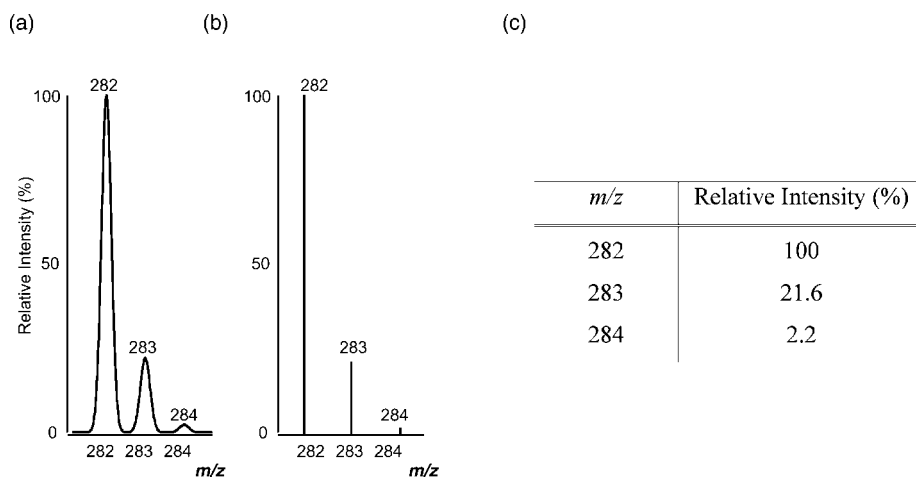 (a)
(b)
(c)
282
100
50
0
Relative Intensity (%)
283
284
282 283 284
m/z
282
100
50
0
283
284
282 283 284
m/z
m/z Relative Intensity (%)
282 100
283 21.6
284 2.2